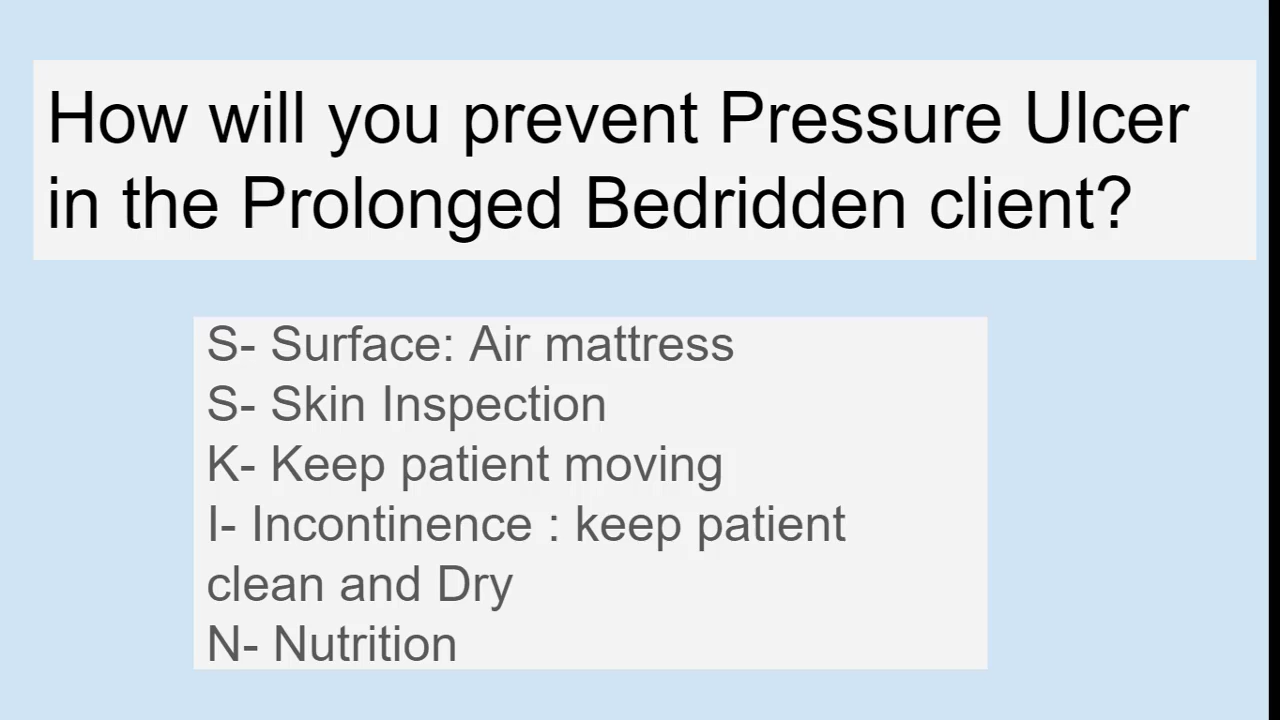 How will you prevent Pressure Ulcer
in the Prolonged Bedridden client?
S- Surface: Air mattress
S- Skin Inspection
K- Keep patient moving
I- Incontinence : keep patient
clean and Dry
N- Nutrition